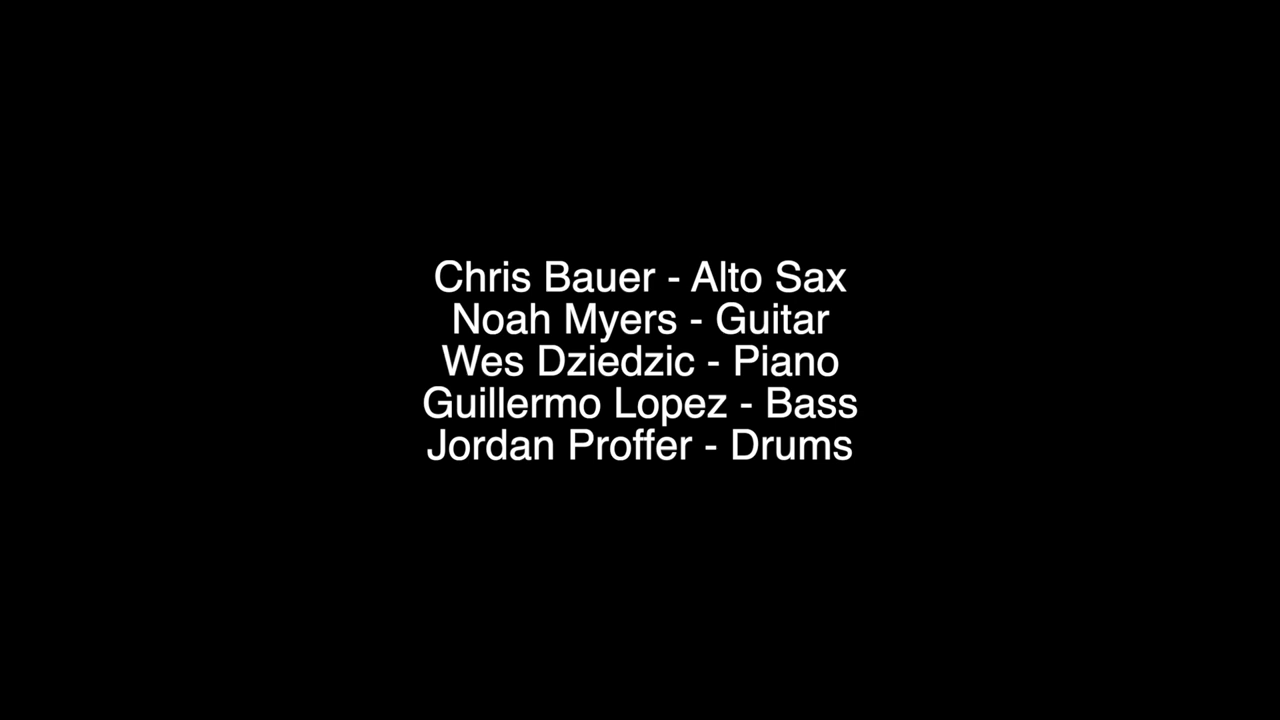 Chris Bauer - Alto Sax
Noah Myers - Guitar
Wes Dziedzic - Piano
Guillermo Lopez - Bass
Jordan Proffer - Drums